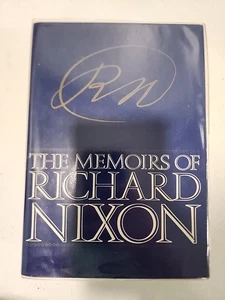 RN
THE MEMOIRS OF
RICHARD
NIXON